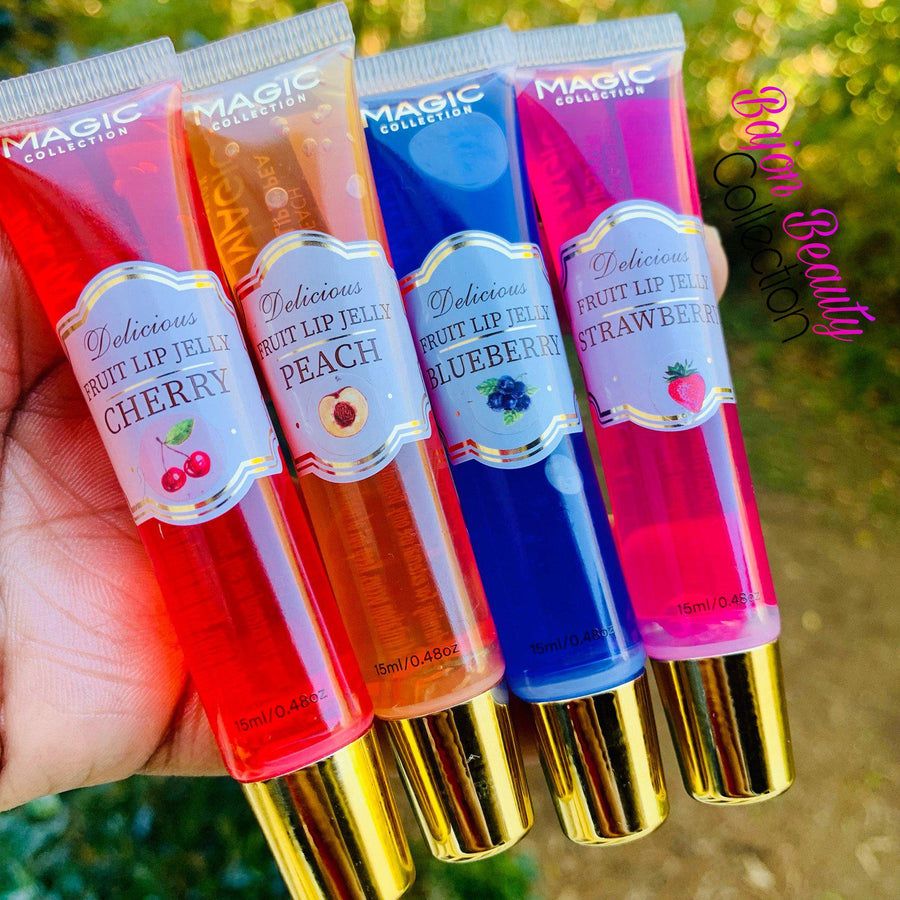 MAGIC
COLLECTION
Delicious
FRUIT LIP JELLY
CHERRY
15ml/0.48oz
MAGIC
COLLECTION
Delicious
FRUIT LIP JELLY
PEACH
15ml/0.48oz
MAGIC
COLLECTION
Delicious
FRUIT LIP JELLY
BLUEBERRY
15ml/0.48oz
MAGIC
COLLECTION
Delicious
FRUIT LIP JELLY
STRAWBERRY
15ml/0.48oz
Bajon Beauty
Collection